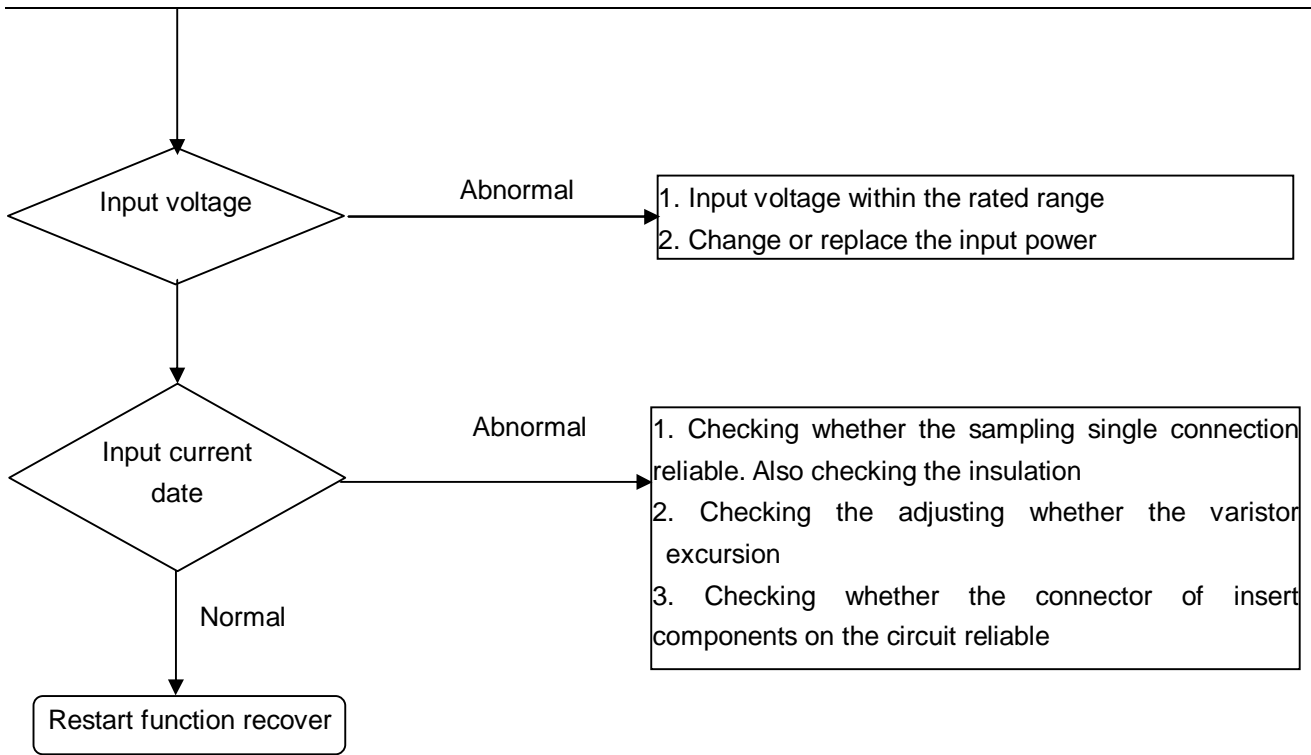 Input voltage
Abnormal
1. Input voltage within the rated range
2. Change or replace the input power
Input current
date
Abnormal
1. Checking whether the sampling single connection
reliable. Also checking the insulation
2. Checking the adjusting whether the varistor
excursion
3. Checking whether the connector of insert
components on the circuit reliable
Normal
Restart function recover